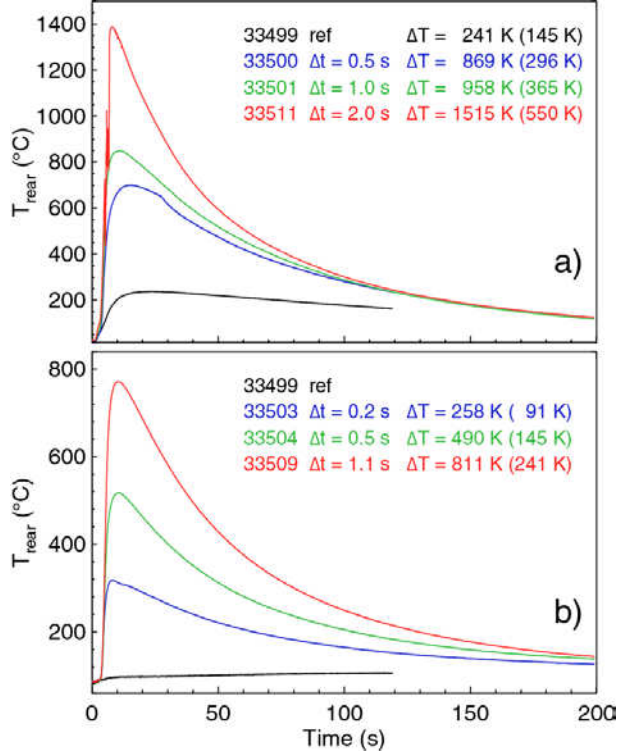 1400
1200
1000
800
600
400
200
T_rear (°C)
33499 ref ΔT = 241 K (145 K)
33500 Δt = 0.5 s ΔT = 869 K (296 K)
33501 Δt = 1.0 s ΔT = 958 K (365 K)
33511 Δt = 2.0 s ΔT = 1515 K (550 K)
a)
800
600
400
200
T_rear (°C)
33499 ref
33503 Δt = 0.2 s ΔT = 258 K ( 91 K)
33504 Δt = 0.5 s ΔT = 490 K (145 K)
33509 Δt = 1.1 s ΔT = 811 K (241 K)
b)
0 50 100 150 200
Time (s)